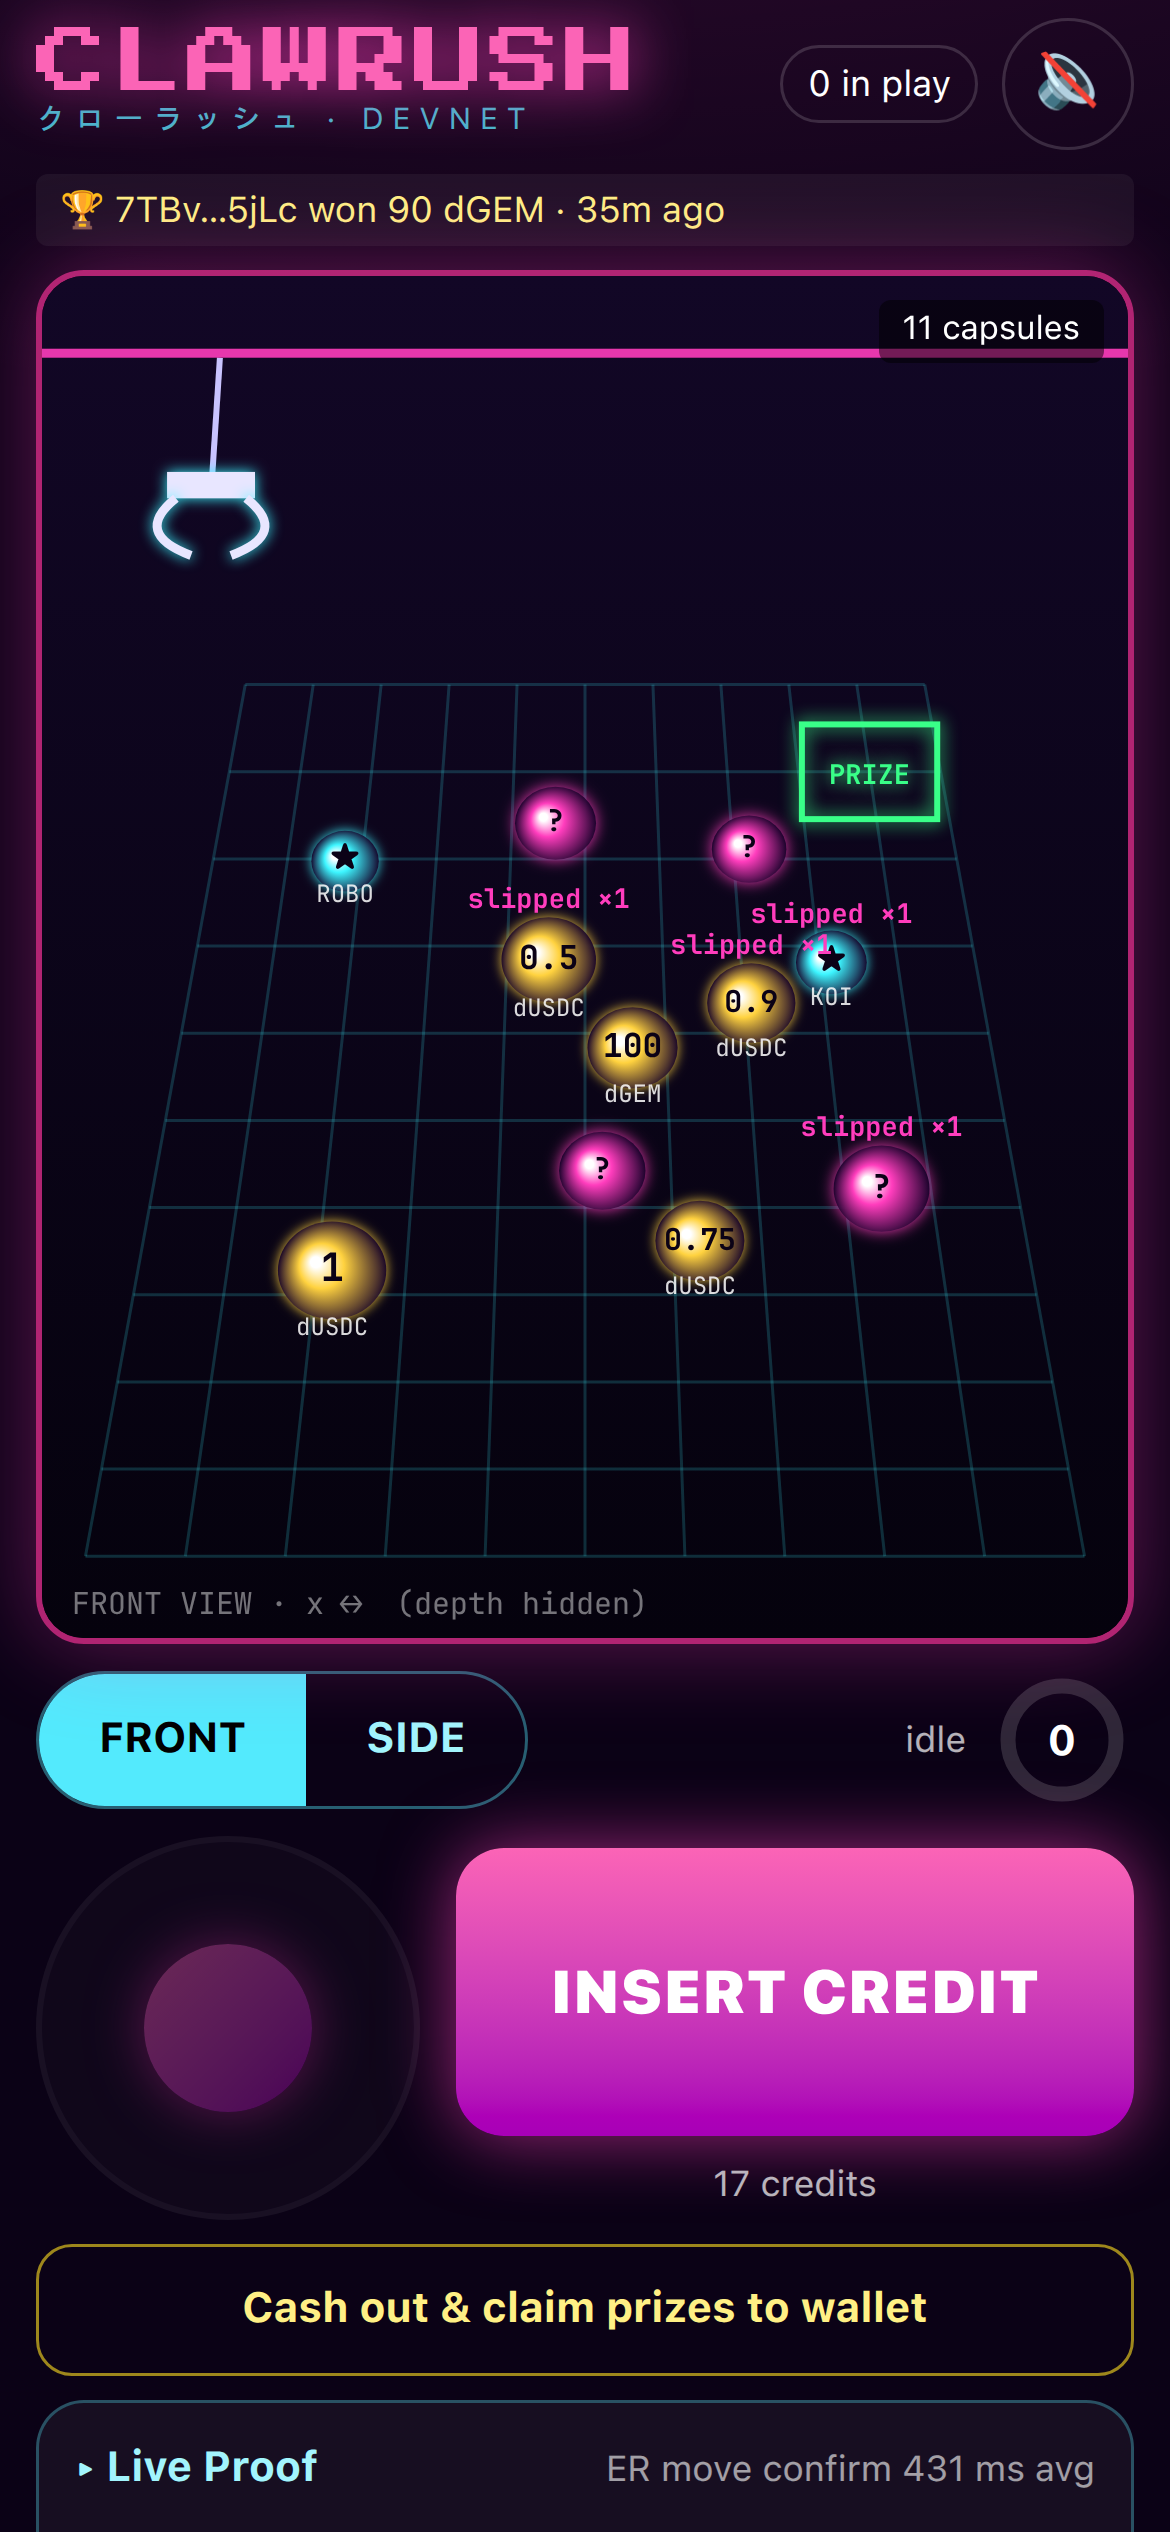 CLAWRUSH
クローラッシュ · DEVNET
0 in play
🏆 7TBv…5jLc won 90 dGEM · 35m ago
11 capsules
PRIZE
?
?
★
ROBO
slipped ×1
slipped ×1
slipped ×1
0.5
dUSDC
★
KOI
0.9
dUSDC
100
dGEM
slipped ×1
?
?
0.75
dUSDC
1
dUSDC
FRONT VIEW · x ↔ (depth hidden)
FRONT
SIDE
idle
0
INSERT CREDIT
17 credits
Cash out & claim prizes to wallet
▸ Live Proof
ER move confirm 431 ms avg